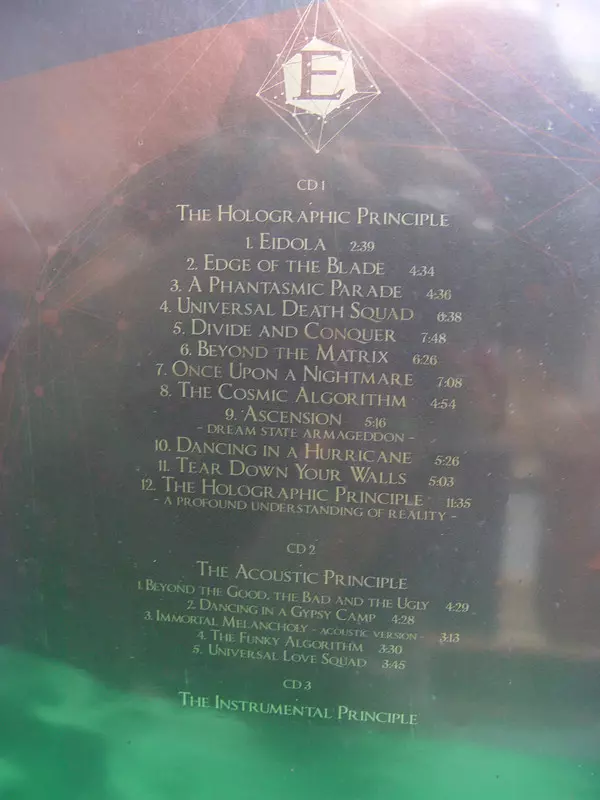 E
CD 1
The Holographic Principle
1. Eidola 2:39
2. Edge of the Blade 4:34
3. A Phantasmic Parade 4:36
4. Universal Death Squad 6:38
5. Divide and Conquer 7:48
6. Beyond the Matrix 6:26
7. Once Upon a Nightmare 7:08
8. The Cosmic Algorithm 4:54
9. Ascension 5:16
- Dream State Armageddon -
10. Dancing in a Hurricane 5:26
11. Tear Down Your Walls 5:03
12. The Holographic Principle 11:35
- A Profound Understanding of Reality -
CD 2
The Acoustic Principle
1. Beyond the Good, the Bad and the Ugly 4:29
2. Dancing in a Gypsy Camp 4:28
3. Immortal Melancholy - acoustic version - 3:13
4. The Funky Algorithm 3:30
5. Universal Love Squad 3:45
CD 3
The Instrumental Principle